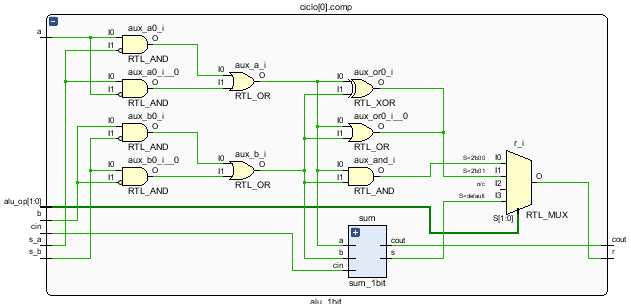 ciclo[0].comp
a
aux_a0_i
I0
I1
O
RTL_AND
aux_a0_i__0
I0
I1
O
RTL_AND
aux_a_i
I0
I1
O
RTL_OR
aux_b0_i
I0
I1
O
RTL_AND
aux_b0_i__0
I0
I1
O
RTL_AND
aux_b_i
I0
I1
O
RTL_OR
aux_or0_i
I0
I1
O
RTL_XOR
aux_or0_i__0
I0
I1
O
RTL_OR
aux_and_i
I0
I1
O
RTL_AND
r_i
S=2'b00 I0
S=2'b01 I1
n/c I2
S=default I3
O
S[1:0]
RTL_MUX
alu_op[1:0]
b
cin
s_a
s_b
sum
a
b
cin
cout
s
sum_1bit
cout
r
alu_1bit